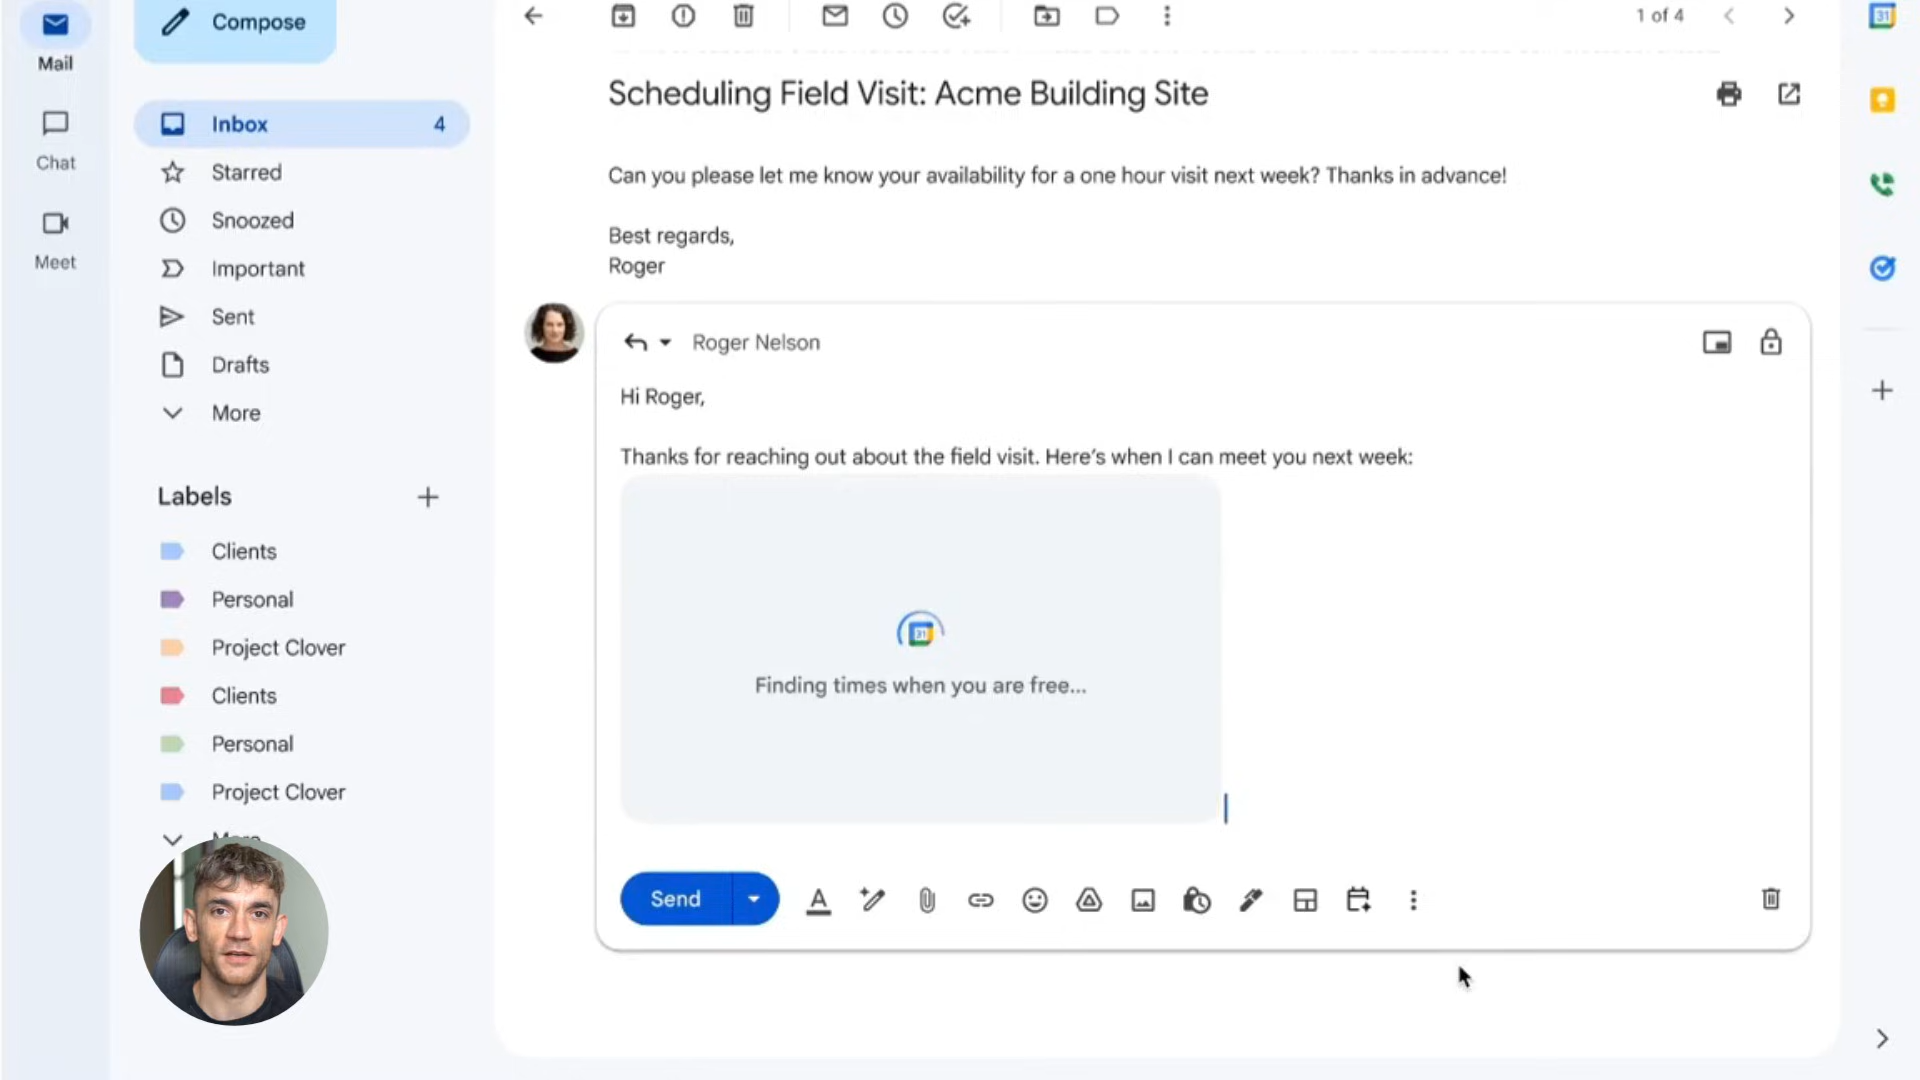 Compose
1 of 4
31
Mail
Scheduling Field Visit: Acme Building Site
Inbox 4
Chat
Starred
Can you please let me know your availability for a one hour visit next week? Thanks in advance!
Snoozed
Best regards,
Meet
Roger
Important
Sent
Roger Nelson
Drafts
Hi Roger,
More
Thanks for reaching out about the field visit. Here's when I can meet you next week:
Labels
Clients
Personal
31
Project Clover
Finding times when you are free...
Clients
Personal
Project Clover
More
Send